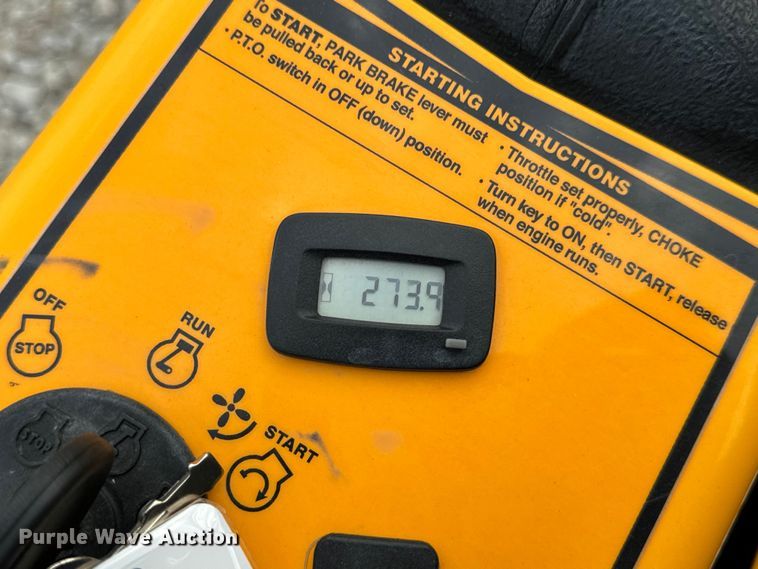 STARTING INSTRUCTIONS
To START, PARK BRAKE lever must
be pulled back or up to set.
· P.T.O. switch in OFF (down) position.
· Throttle set properly, CHOKE
position if "cold".
· Turn key to ON, then START, release
when engine runs.
273.9
OFF
STOP
RUN
START
STOP
Purple Wave Auction